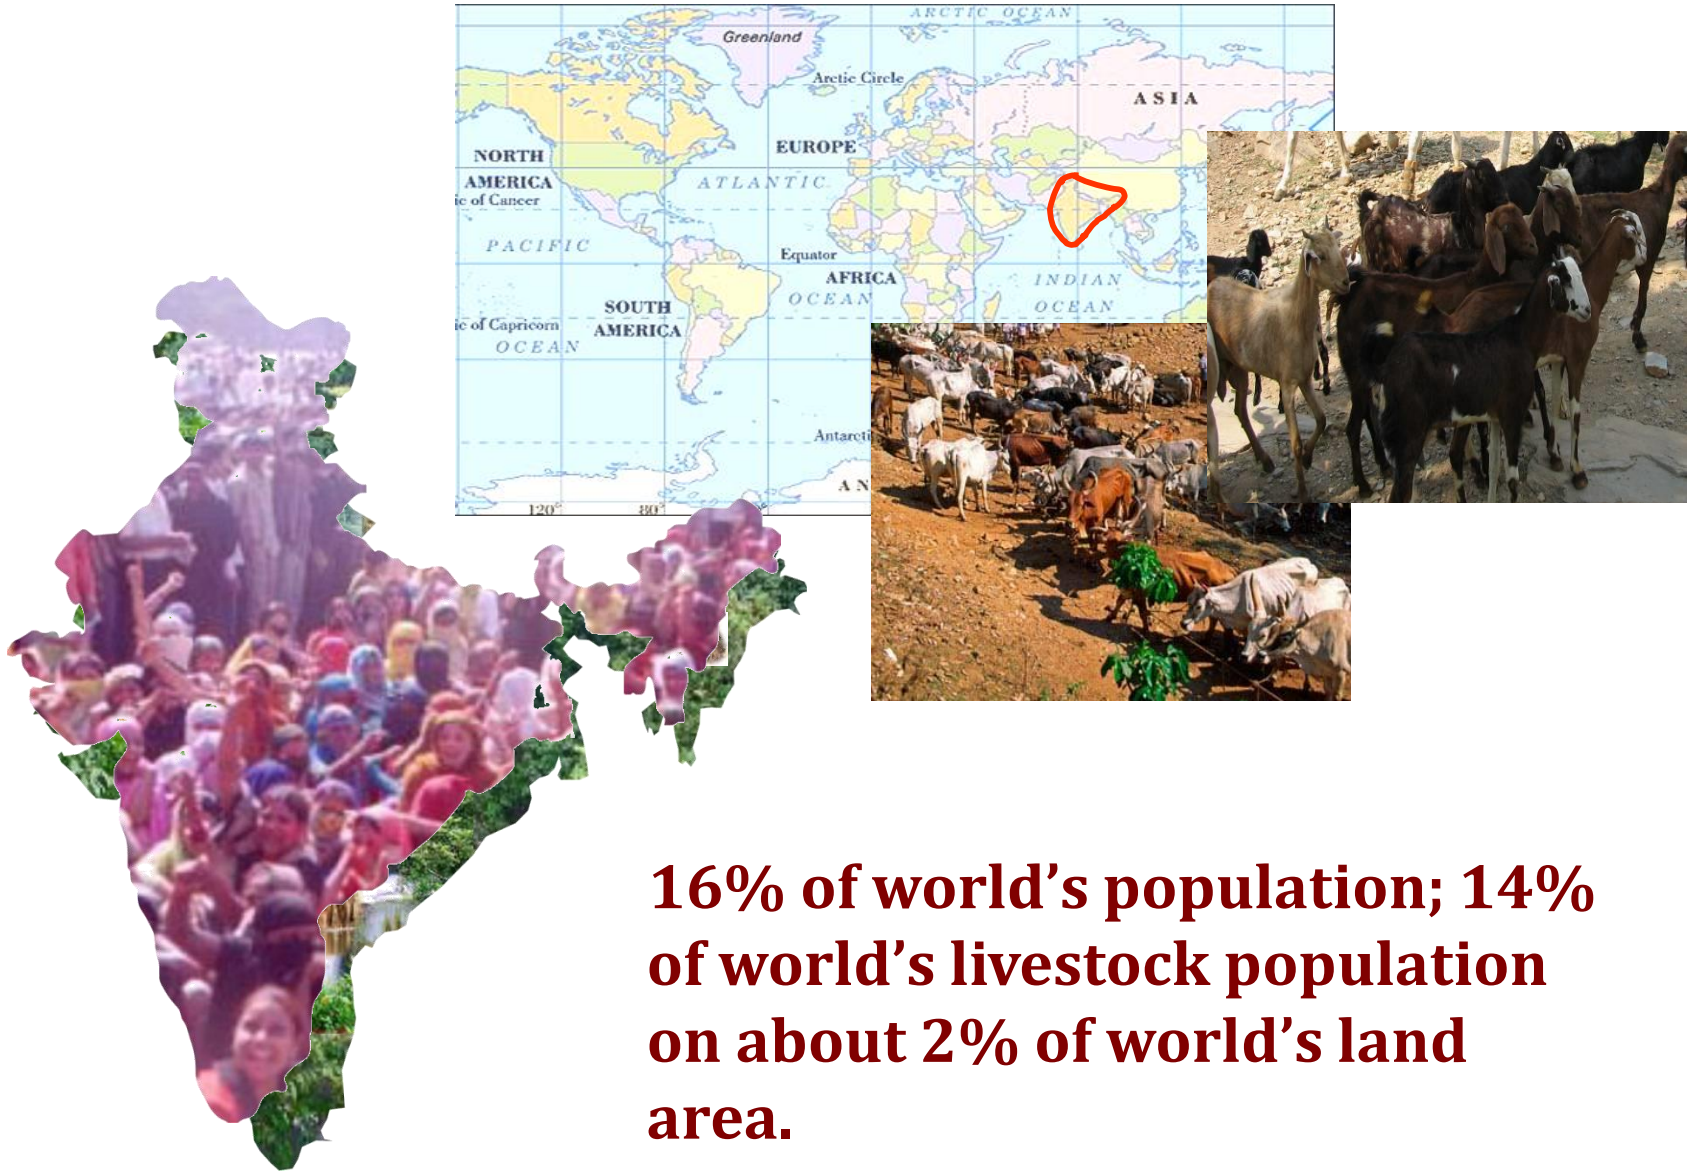 ARCTIC OCEAN
Greenland
Arctic Circle
ASIA
EUROPE
NORTH
AMERICA
ATLANTIC
ic of Cancer
PACIFIC
Equator
AFRICA
INDIAN
OCEAN
OCEAN
SOUTH
AMERICA
ic of Capricorn
OCEAN
Antarcti
A N
120°
80°
16% of world’s population; 14%
of world’s livestock population
on about 2% of world’s land
area.